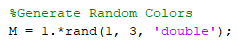 %Generate Random Colors
M = 1.*rand(1, 3, 'double');